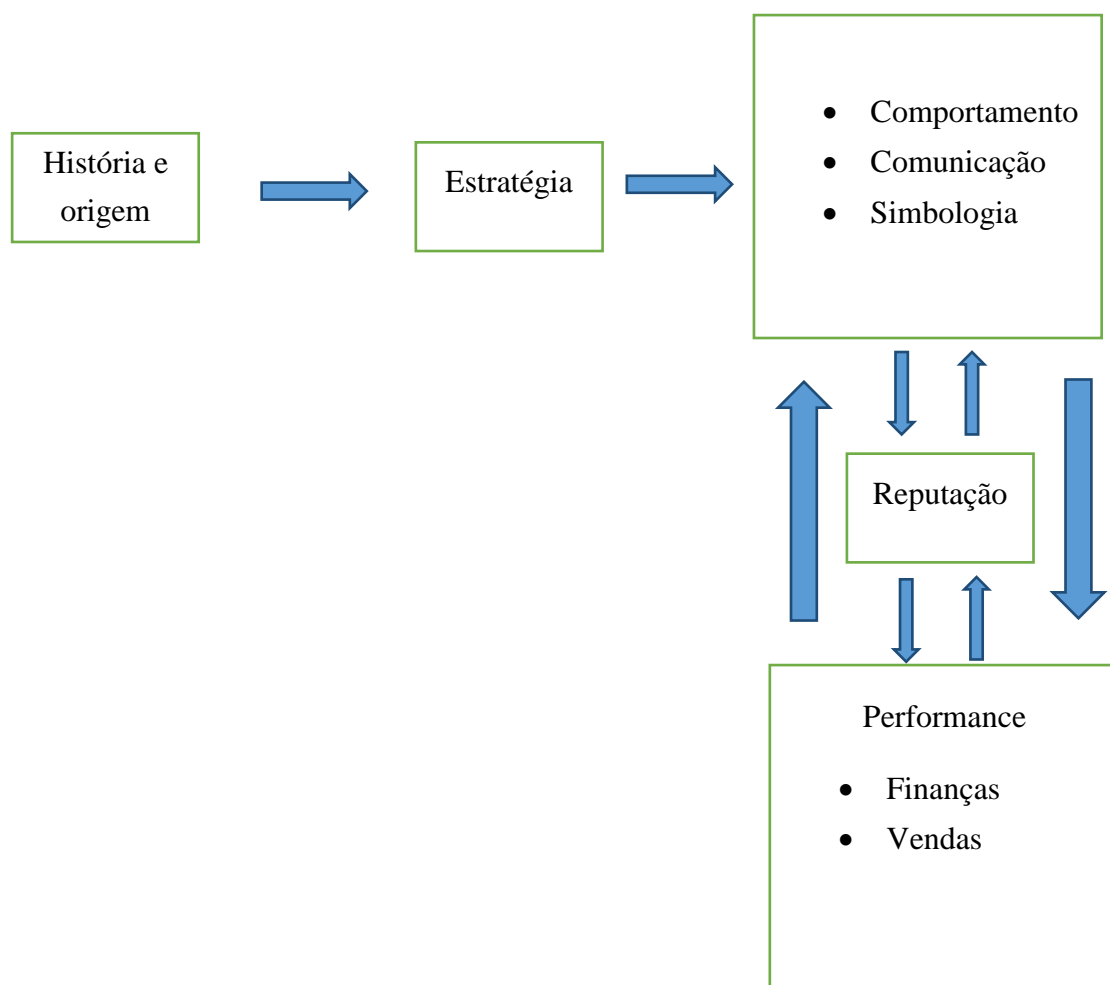 História e
origem
Estratégia
• Comportamento
• Comunicação
• Simbologia
Reputação
Performance
• Finanças
• Vendas